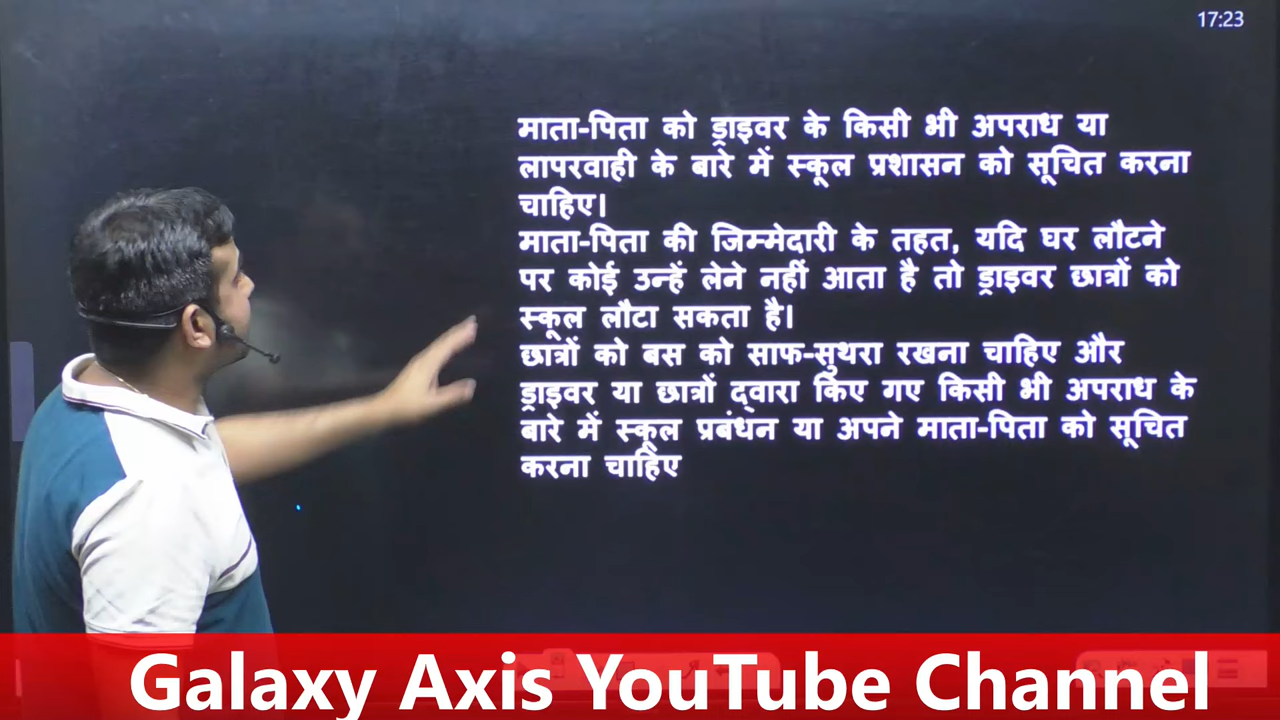 17:23
माता-पिता को ड्राइवर के किसी भी अपराध या
लापरवाही के बारे में स्कूल प्रशासन को सूचित करना
चाहिए।
माता-पिता की जिम्मेदारी के तहत, यदि घर लौटने
पर कोई उन्हें लेने नहीं आता है तो ड्राइवर छात्रों को
स्कूल लौटा सकता है।
छात्रों को बस को साफ-सुथरा रखना चाहिए और
ड्राइवर या छात्रों द्वारा किए गए किसी भी अपराध के
बारे में स्कूल प्रबंधन या अपने माता-पिता को सूचित
करना चाहिए
Galaxy Axis YouTube Channel